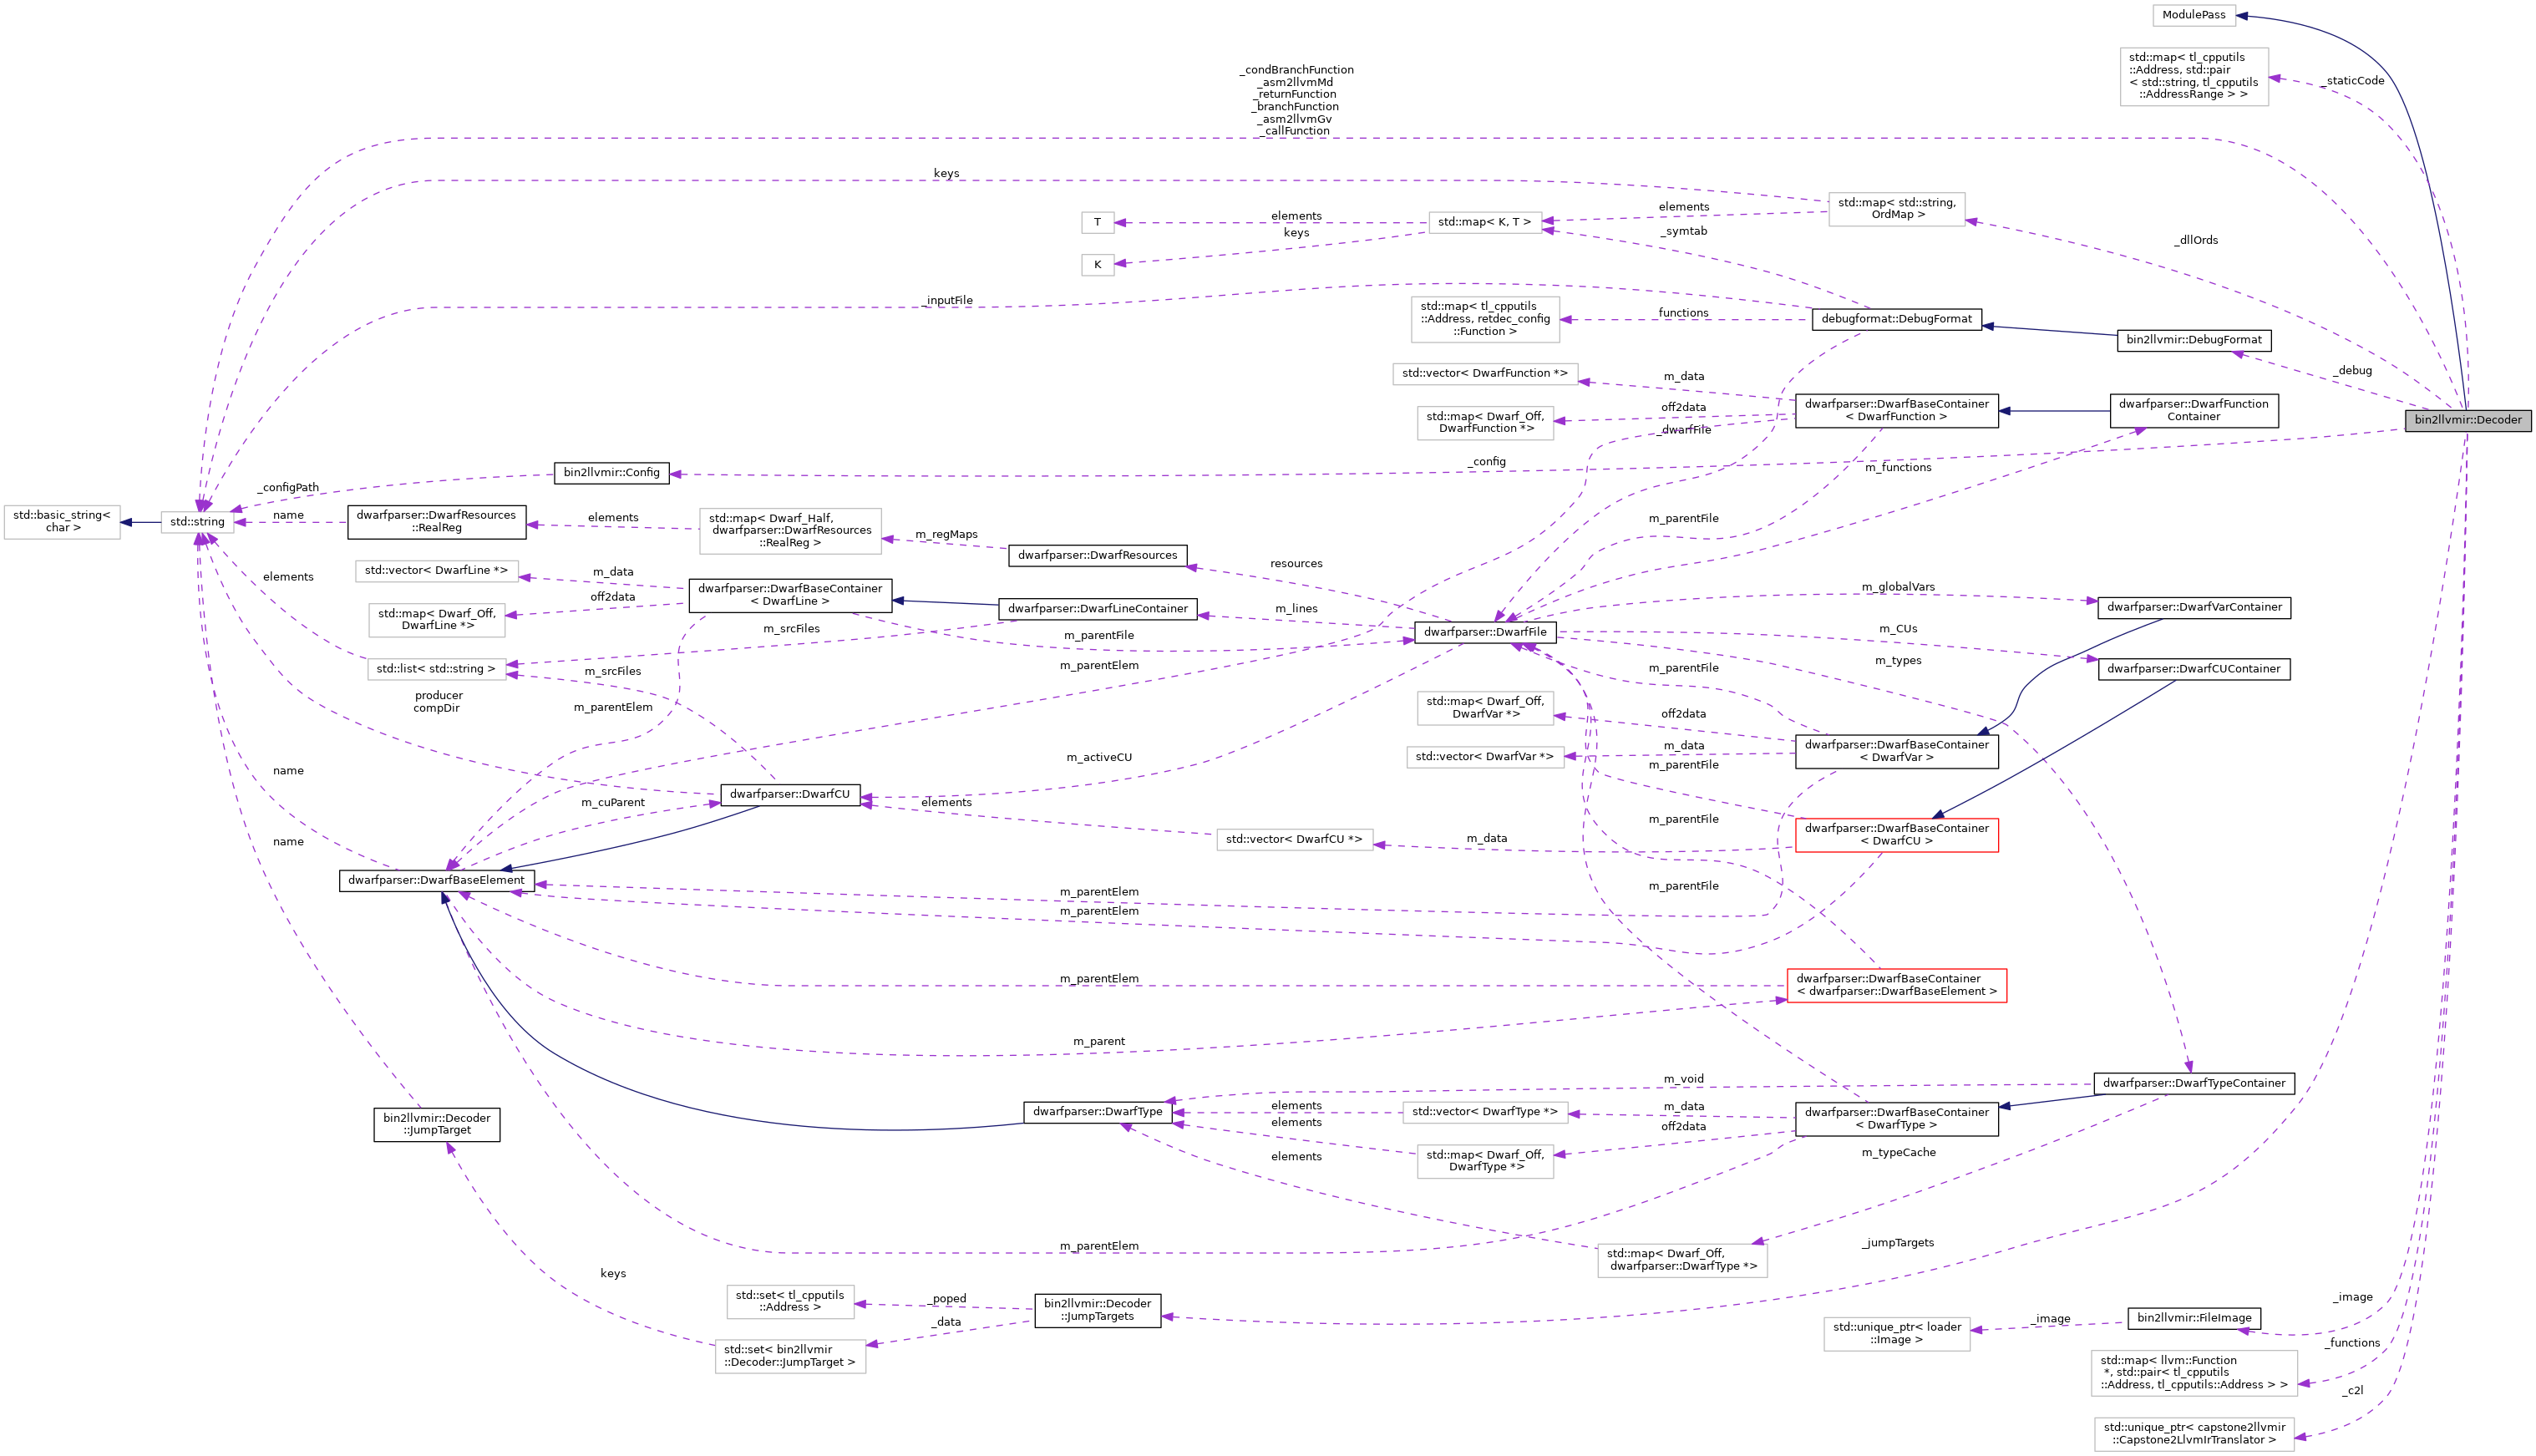 ModulePass
std::map< tl_cpputils
::Address, std::pair
< std::string, tl_cpputils
::AddressRange > >
_staticCode
_condBranchFunction
_asm2llvmMd
_returnFunction
_branchFunction
_asm2llvmGv
_callFunction
keys
std::map< std::string,
OrdMap >
elements
std::map< K, T >
elements
T
keys
K
_symtab
_dllOrds
_inputFile
std::map< tl_cpputils
::Address, retdec_config
::Function >
functions
debugformat::DebugFormat
bin2llvmir::DebugFormat
_debug
std::vector< DwarfFunction *>
m_data
std::map< Dwarf_Off,
DwarfFunction *>
off2data
dwarfparser::DwarfBaseContainer
< DwarfFunction >
dwarfparser::DwarfFunction
Container
bin2llvmir::Decoder
_dwarfFile
_config
m_functions
bin2llvmir::Config
_configPath
std::basic_string<
char >
std::string
name
dwarfparser::DwarfResources
::RealReg
elements
std::map< Dwarf_Half,
dwarfparser::DwarfResources
::RealReg >
m_regMaps
dwarfparser::DwarfResources
resources
m_parentFile
std::vector< DwarfLine *>
m_data
elements
std::map< Dwarf_Off,
DwarfLine *>
off2data
dwarfparser::DwarfBaseContainer
< DwarfLine >
dwarfparser::DwarfLineContainer
m_lines
m_srcFiles
m_parentFile
dwarfparser::DwarfFile
m_globalVars
dwarfparser::DwarfVarContainer
m_CUs
m_types
dwarfparser::DwarfCUContainer
std::list< std::string >
m_srcFiles
m_parentElem
m_parentElem
producer
compDir
m_parentFile
std::map< Dwarf_Off,
DwarfVar *>
off2data
std::vector< DwarfVar *>
m_data
dwarfparser::DwarfBaseContainer
< DwarfVar >
m_parentFile
m_activeCU
name
dwarfparser::DwarfCU
m_cuParent
elements
std::vector< DwarfCU *>
m_data
m_parentFile
dwarfparser::DwarfBaseContainer
< DwarfCU >
name
dwarfparser::DwarfBaseElement
m_parentElem
m_parentElem
m_parentFile
m_parentElem
dwarfparser::DwarfBaseContainer
< dwarfparser::DwarfBaseElement >
m_parent
m_void
dwarfparser::DwarfTypeContainer
bin2llvmir::Decoder
::JumpTarget
dwarfparser::DwarfType
elements
std::vector< DwarfType *>
m_data
elements
off2data
dwarfparser::DwarfBaseContainer
< DwarfType >
std::map< Dwarf_Off,
DwarfType *>
elements
m_typeCache
m_parentElem
std::map< Dwarf_Off,
dwarfparser::DwarfType *>
_jumpTargets
keys
std::set< tl_cpputils
::Address >
_poped
bin2llvmir::Decoder
::JumpTargets
_data
std::set< bin2llvmir
::Decoder::JumpTarget >
_image
bin2llvmir::FileImage
_image
std::unique_ptr< loader
::Image >
_functions
std::map< llvm::Function
*, std::pair< tl_cpputils
::Address, tl_cpputils::Address > >
_c2l
std::unique_ptr< capstone2llvmir
::Capstone2LlvmIrTranslator >